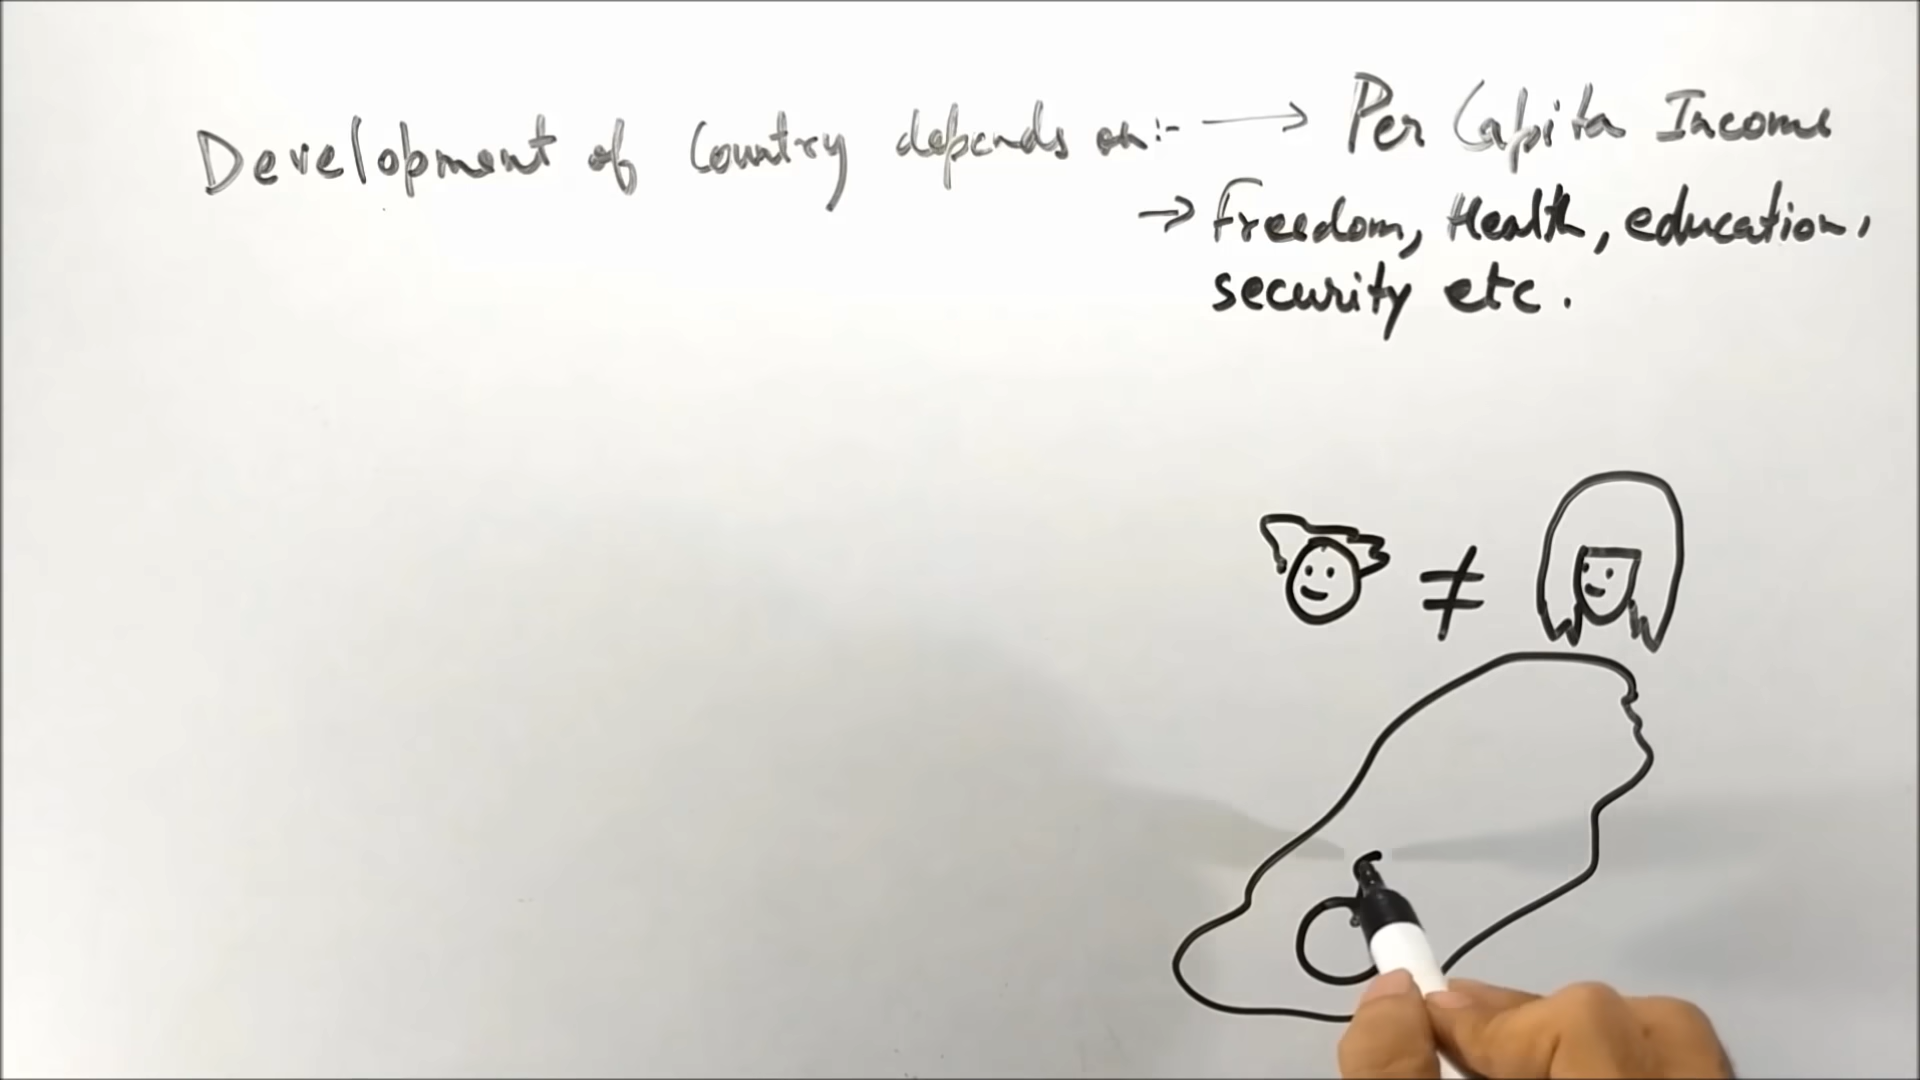 Development of Country depends on:- → Per Capita Income
→ Freedom, Health, education,
security etc.
≠